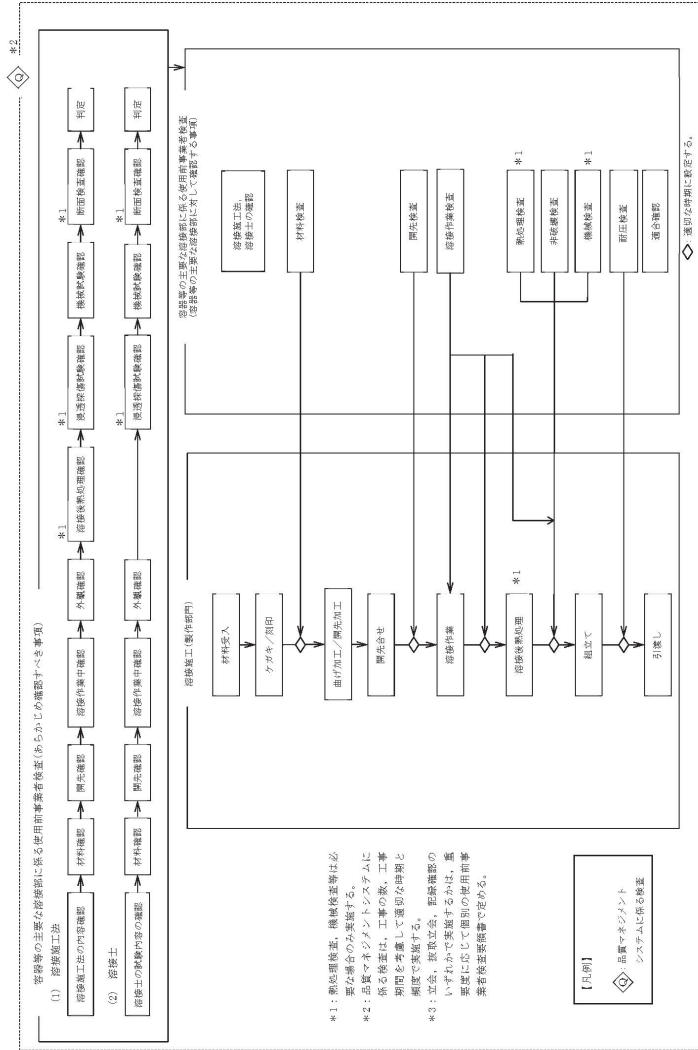 容器等の主要な溶接部に係る使用前事業者検査(あらかじめ確認すべき事項)
*2
Q
(1) 溶接施工法
*1
*1
*1
溶接施工法の内容確認
材料確認
開先確認
溶接作業中確認
外観確認
溶接後熱処理確認
浸透探傷試験確認
機械試験確認
断面検査確認
判定
(2) 溶接士
*1
*1
溶接士の試験内容の確認
材料確認
開先確認
溶接作業中確認
外観確認
浸透探傷試験確認
機械試験確認
断面検査確認
判定
溶接施工(製作部門)
材料受入
ケガキ/刻印
曲げ加工/開先加工
開先合せ
溶接作業
*1
溶接後熱処理
組立て
引渡し
容器等の主要な溶接部に係る使用前事業者検査
(容器等の主要な溶接部に対して確認する事項)
溶接施工法,
溶接士の確認
材料検査
開先検査
溶接作業検査
*1
熱処理検査
非破壊検査
*1
機械検査
耐圧検査
適合確認
:適切な時期に設定する。
*1:熱処理検査,機械検査等は必
要な場合のみ実施する。
*2:品質マネジメントシステムに
係る検査は,工事の数,工事
期間を考慮して適切な時期と
頻度で実施する。
*3:立会,抜取立会,記録確認の
いずれかで実施するかは,重
要度に応じて個別の使用前事
業者検査要領書で定める。
【凡例】
Q:品質マネジメント
システムに係る検査